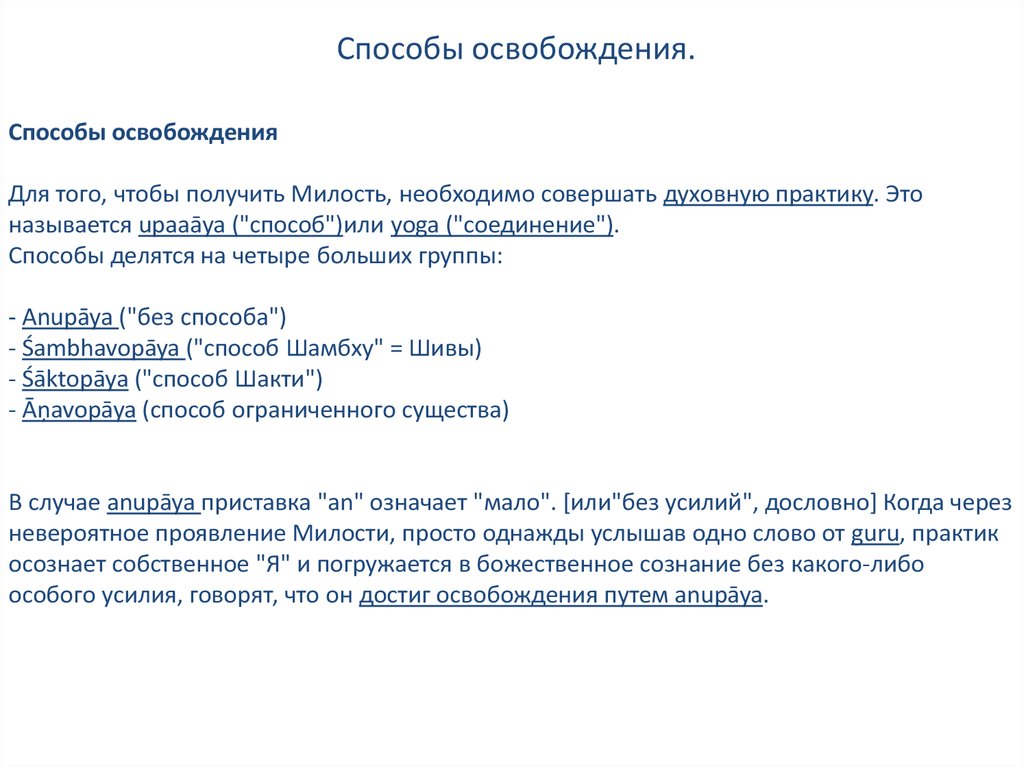 Способы освобождения.
Способы освобождения
Для того, чтобы получить Милость, необходимо совершать духовную практику. Это
называется upaaāya ("способ")или yoga ("соединение").
Способы делятся на четыре больших группы:
- Anupāya ("без способа")
- Śambhavopāya ("способ Шамбху" = Шивы)
- Śāktopāya ("способ Шакти")
- Āṇavopāya (способ ограниченного существа)
В случае anupāya приставка "an" означает "мало". [или"без усилий", дословно] Когда через
невероятное проявление Милости, просто однажды услышав одно слово от guru, практик
осознает собственное "Я" и погружается в божественное сознание без какого-либо
особого усилия, говорят, что он достиг освобождения путем anupāya.